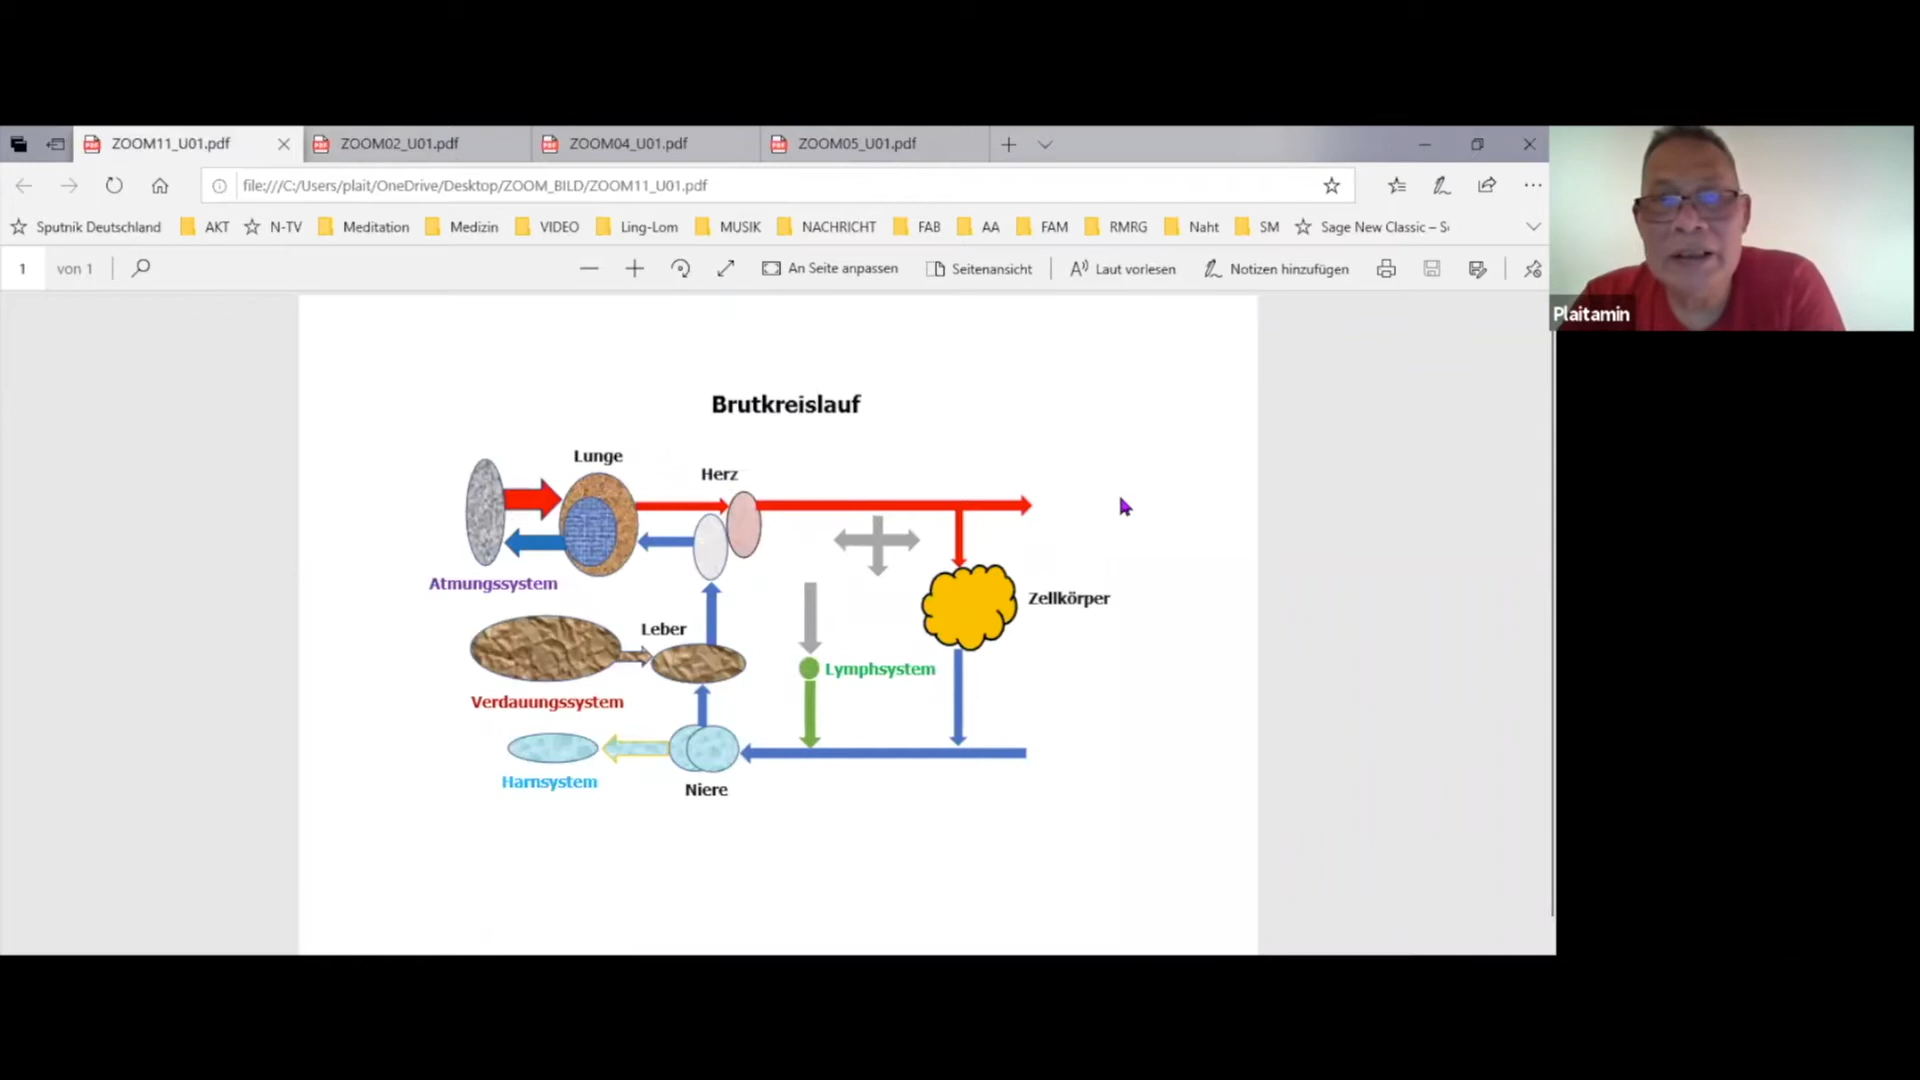 ZOOM11_U01.pdf
ZOOM02_U01.pdf
ZOOM04_U01.pdf
ZOOM05_U01.pdf
file:///C:/Users/plait/OneDrive/Desktop/ZOOM_BILD/ZOOM11_U01.pdf
Sputnik Deutschland AKT N-TV Meditation Medizin VIDEO Ling-Lom MUSIK NACHRICHT FAB AA FAM RMRG Naht SM Sage New Classic – S
1 von 1 An Seite anpassen Seitenansicht Laut vorlesen Notizen hinzufügen
Plaitamin
Brutkreislauf
Lunge
Herz
Atmungssystem
Zellkörper
Leber
Lymphsystem
Verdauungssystem
Harnsystem
Niere